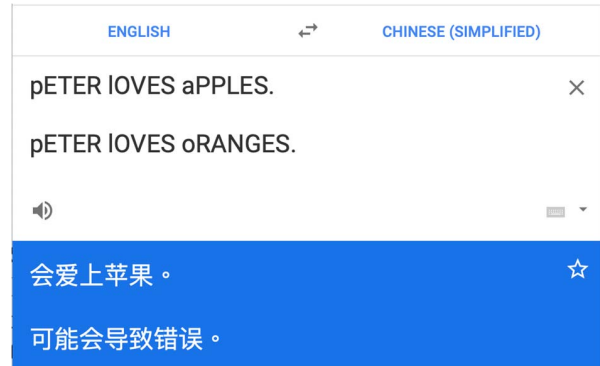 ENGLISH
CHINESE (SIMPLIFIED)
pETER lOVES aPPLES.
pETER lOVES oRANGES.
会爱上苹果。
可能会导致错误。